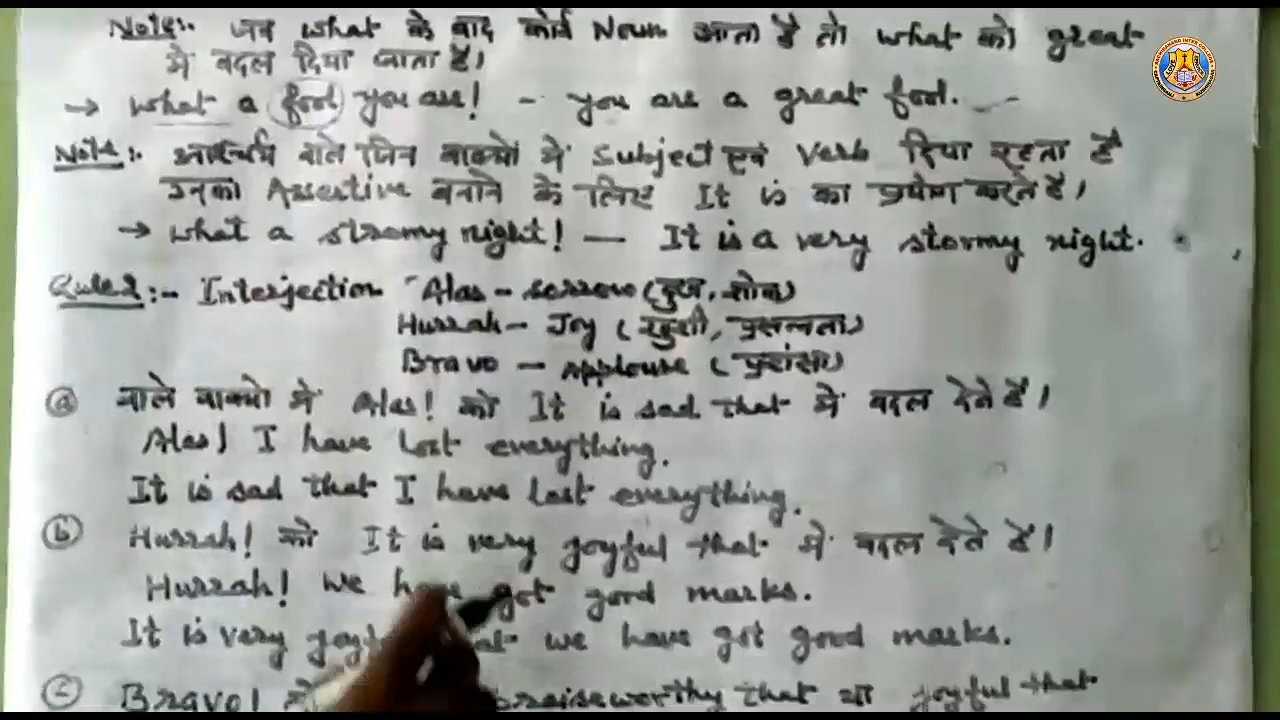 Note:- जब what के बाद कोई Noun आता है तो what को great
में बदल दिया जाता है।
→ what a fool you are! - you are a great fool.
Note:- आश्चर्य वाले जिन वाक्यों में subject एवं verb दिया रहता है
उनको Assertive बनाने के लिए It is का प्रयोग करते है।
→ what a stromy night! — It is a very stormy night.
Rule 2:- Interjection - Alas - sorrow (दुख, शोक)
Hurrah - Joy (खुशी, प्रसन्नता)
Bravo - Applouse (प्रशंसा)
(a) वाले वाक्यो में Alas! को It is sad that में बदल देते है।
Alas! I have lost everything.
It is sad that I have lost everything.
(b) Hurrah! को It is very joyful that में बदल देते है।
Hurrah! we have got good marks.
It is very that we have got good marks.
(c) Bravo! praiseworthy that या joyful that